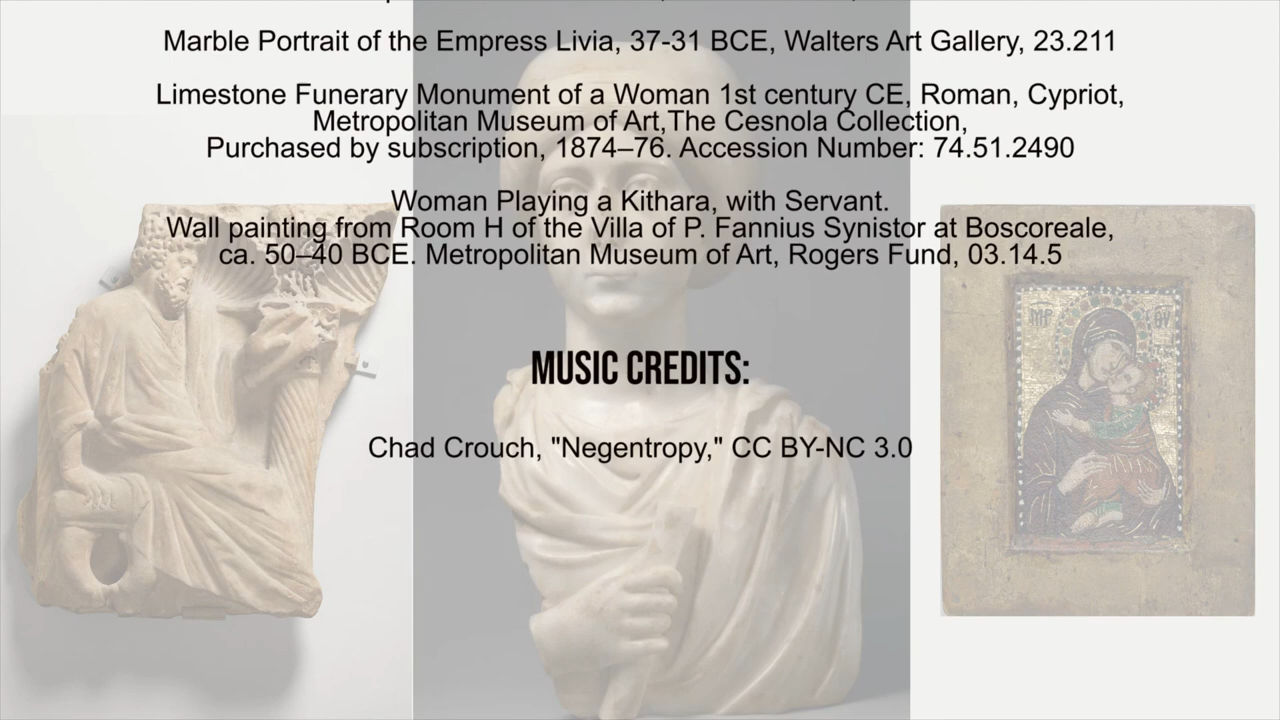 Marble Portrait of the Empress Livia, 37-31 BCE, Walters Art Gallery, 23.211
Limestone Funerary Monument of a Woman 1st century CE, Roman, Cypriot,
Metropolitan Museum of Art,The Cesnola Collection,
Purchased by subscription, 1874–76. Accession Number: 74.51.2490
Woman Playing a Kithara, with Servant.
Wall painting from Room H of the Villa of P. Fannius Synistor at Boscoreale,
ca. 50–40 BCE. Metropolitan Museum of Art, Rogers Fund, 03.14.5
MUSIC CREDITS:
Chad Crouch, "Negentropy," CC BY-NC 3.0